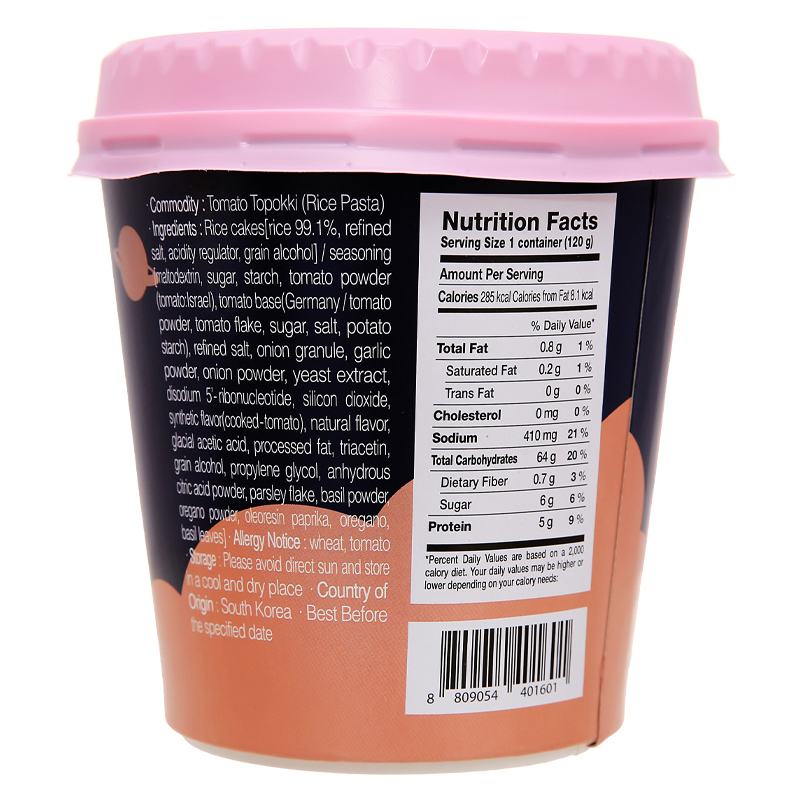 · Commodity : Tomato Topokki (Rice Pasta)
· Ingredients : Rice cakes[rice 99.1%, refined
salt, acidity regulator, grain alcohol] / seasoning
[maltodextrin, sugar, starch, tomato powder
(tomato:Israel), tomato base(Germany / tomato
powder, tomato flake, sugar, salt, potato
starch), refined salt, onion granule, garlic
powder, onion powder, yeast extract,
disodium 5'-ribonucleotide, silicon dioxide,
synthetic flavor(cooked-tomato), natural flavor,
glacial acetic acid, processed fat, triacetin,
grain alcohol, propylene glycol, anhydrous
citric acid powder, parsley flake, basil powder,
oregano powder, oleoresin paprika, oregano,
basil leaves] · Allergy Notice : wheat, tomato
· Storage : Please avoid direct sun and store
in a cool and dry place · Country of
Origin : South Korea · Best Before
the specified date
Nutrition Facts
Serving Size 1 container (120 g)
Amount Per Serving
Calories 285 kcal Calories from Fat 8.1 kcal
% Daily Value*
Total Fat 0.8 g 1 %
Saturated Fat 0.2 g 1 %
Trans Fat 0 g 0 %
Cholesterol 0 mg 0 %
Sodium 410 mg 21 %
Total Carbohydrates 64 g 20 %
Dietary Fiber 0.7 g 3 %
Sugar 6 g 6 %
Protein 5 g 9 %
*Percent Daily Values are based on a 2,000
calory diet. Your daily values may be higher or
lower depending on your calory needs:
8 809054 401601